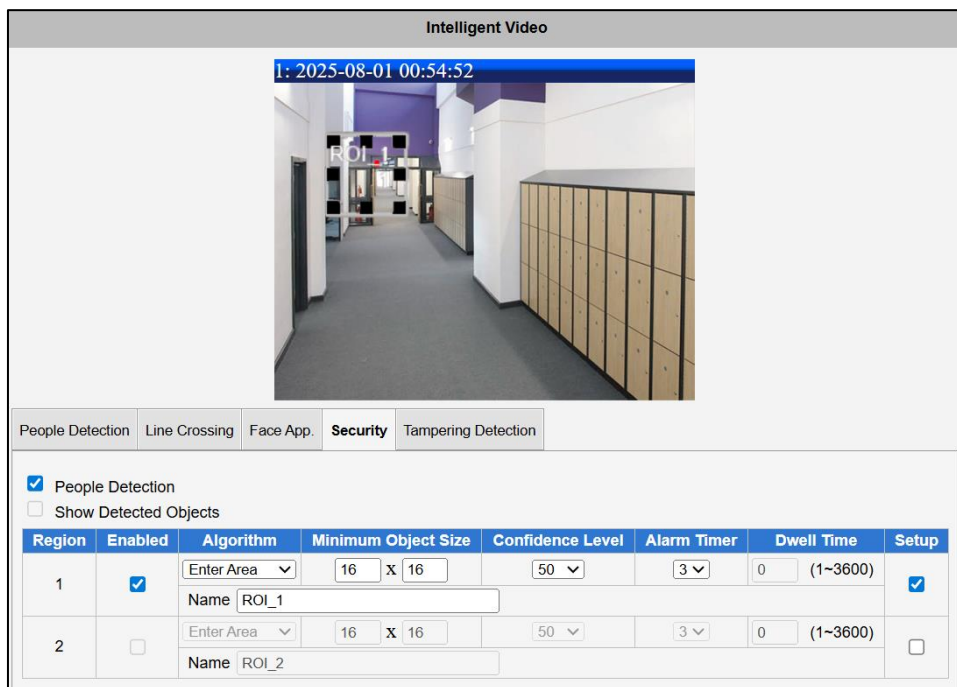 Intelligent Video
1: 2025-08-01 00:54:52
ROI_1
People Detection Line Crossing Face App. Security Tampering Detection
People Detection
Show Detected Objects
Region Enabled Algorithm Minimum Object Size Confidence Level Alarm Timer Dwell Time Setup
1 Enter Area 16 X 16 50 3 0 (1~3600)
Name ROI_1
2 Enter Area 16 X 16 50 3 0 (1~3600)
Name ROI_2